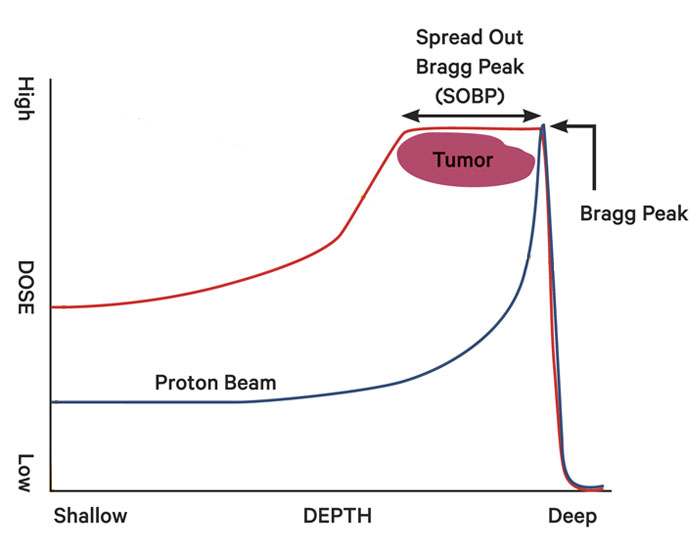 Spread Out
Bragg Peak
(SOBP)
High
Tumor
Bragg Peak
DOSE
Proton Beam
Low
Shallow
DEPTH
Deep